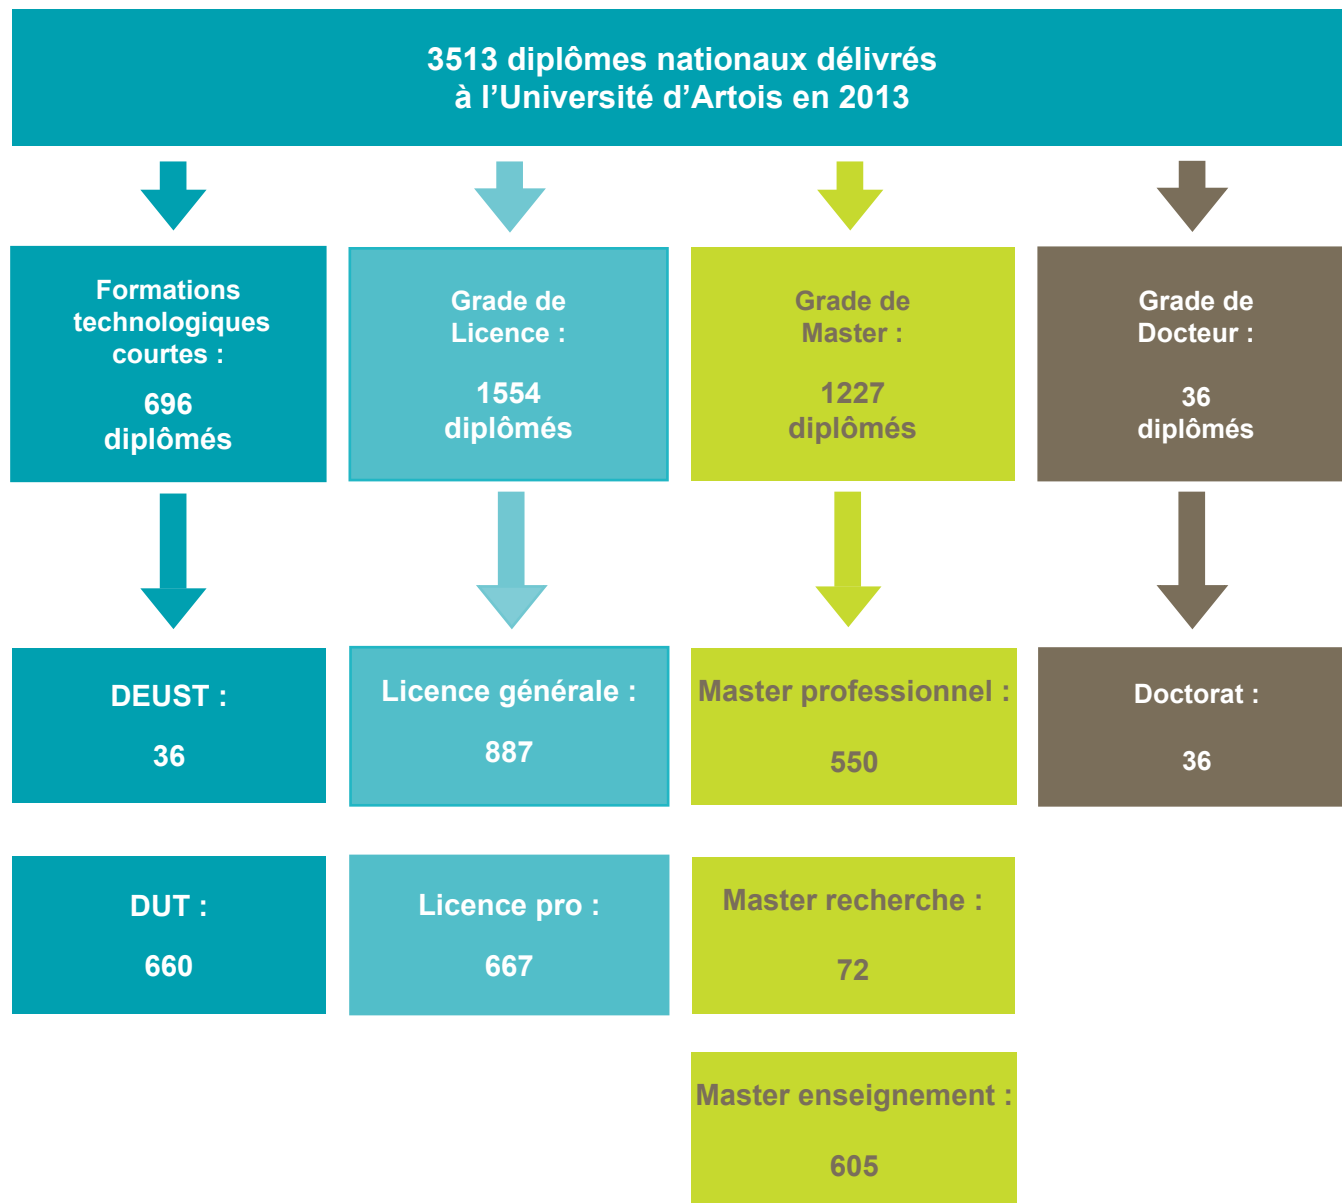 3513 diplômes nationaux délivrés
à l’Université d’Artois en 2013
Formations
technologiques
courtes :
696
diplômés
Grade de
Licence :
1554
diplômés
Grade de
Master :
1227
diplômés
Grade de
Docteur :
36
diplômés
DEUST :
36
Licence générale :
887
Master professionnel :
550
Doctorat :
36
DUT :
660
Licence pro :
667
Master recherche :
72
Master enseignement :
605